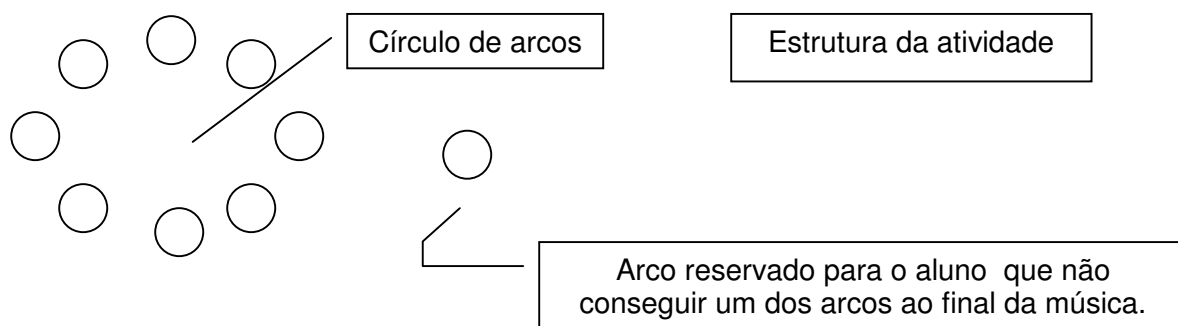 Círculo de arcos
Estrutura da atividade
Arco reservado para o aluno que não
conseguir um dos arcos ao final da música.